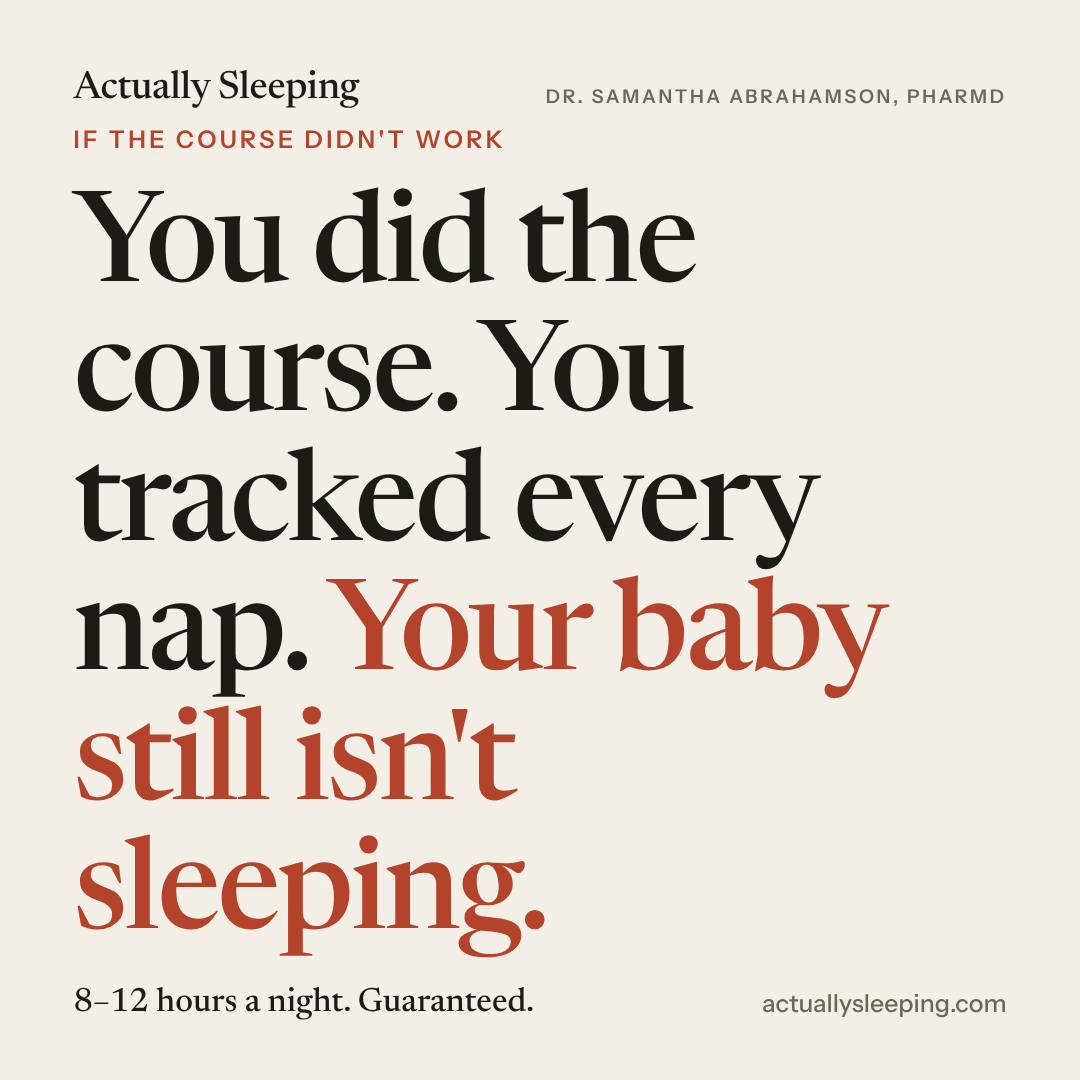 Actually Sleeping
DR. SAMANTHA ABRAHAMSON, PHARMD
IF THE COURSE DIDN'T WORK
You did the
course. You
tracked every
nap. Your baby
still isn't
sleeping.
8–12 hours a night. Guaranteed.
actuallysleeping.com